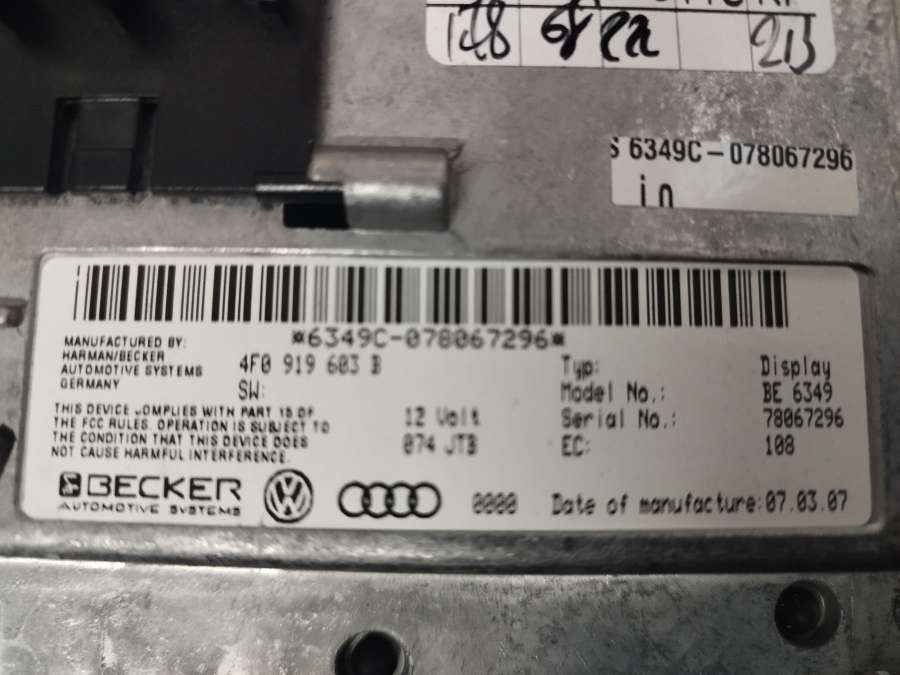 128 68 22 213
S 6349C-078067296
in
*6349C-078067296*
MANUFACTURED BY:
HARMAN/BECKER
AUTOMOTIVE SYSTEMS
GERMANY
4F0 919 603 B
SW:
Typ: Display
Model No.: BE 6349
Serial No.: 78067296
EC: 108
THIS DEVICE COMPLIES WITH PART 15 OF
THE FCC RULES. OPERATION IS SUBJECT TO
THE CONDITION THAT THIS DEVICE DOES
NOT CAUSE HARMFUL INTERFERENCE.
12 Volt
074 JTB
BECKER
AUTOMOTIVE SYSTEMS
0000
Date of manufacture:07.03.07